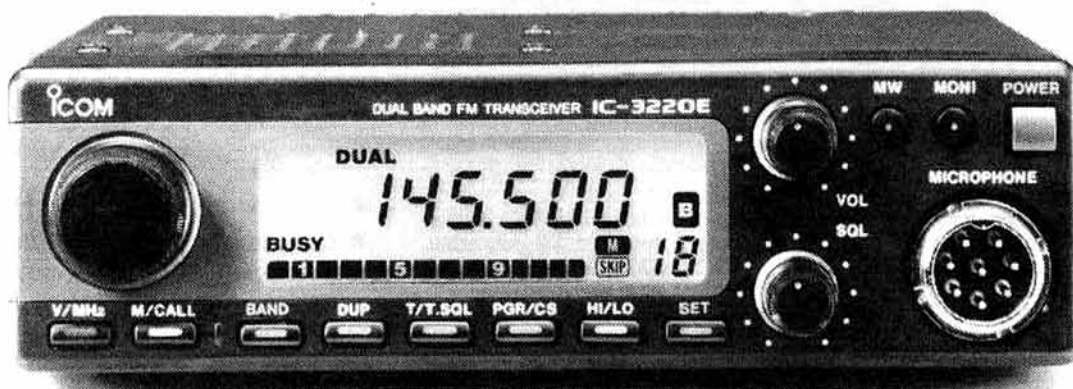 ICOM
DUAL BAND FM TRANSCEIVER IC-3220E
MW MONI POWER
DUAL
145.500 B
BUSY M
1 5 9 SKIP 18
MICROPHONE
VOL
SQL
V/MHz M/CALL BAND DUP T/T.SQL PGR/CS HI/LO SET